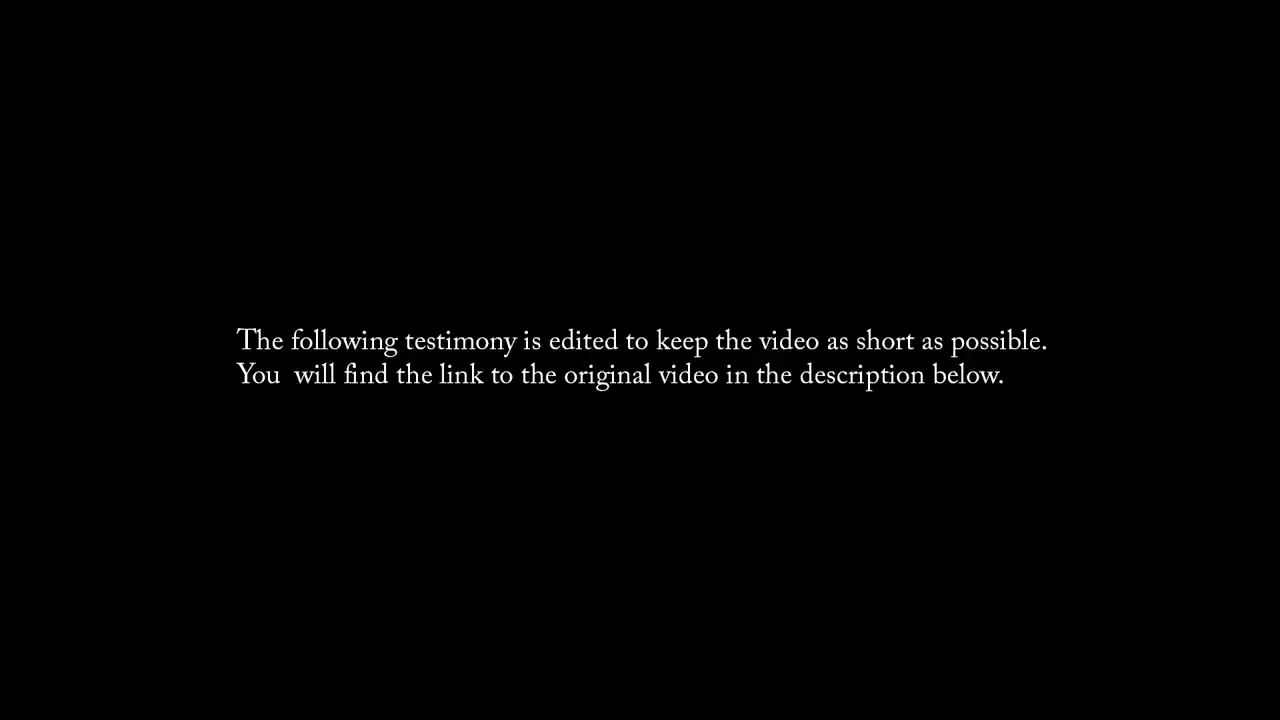 The following testimony is edited to keep the video as short as possible.
You  will find the link to the original video in the description below.